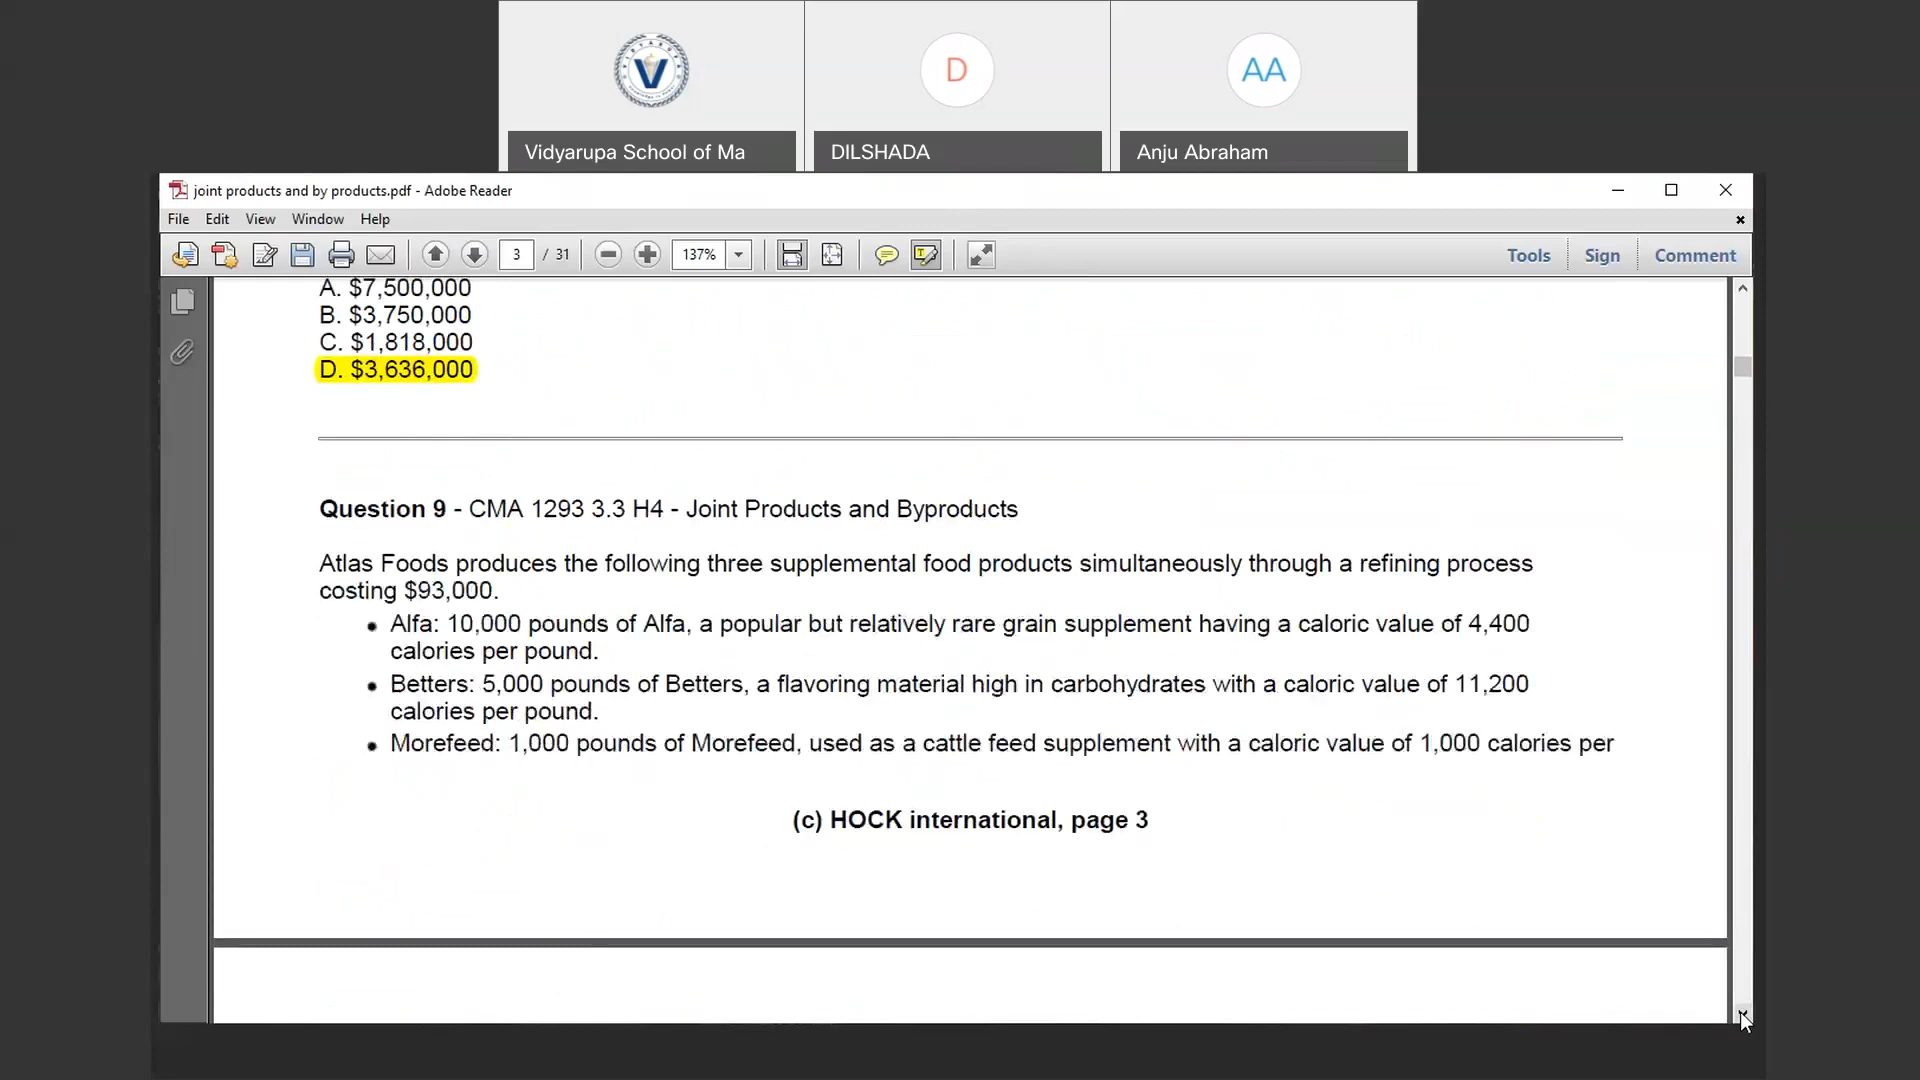 V
D
AA
Vidyarupa School of Ma
DILSHADA
Anju Abraham
joint products and by products.pdf - Adobe Reader
File Edit View Window Help
3 / 31 137% Tools Sign Comment
A. $7,500,000
B. $3,750,000
C. $1,818,000
D. $3,636,000
Question 9 - CMA 1293 3.3 H4 - Joint Products and Byproducts
Atlas Foods produces the following three supplemental food products simultaneously through a refining process
costing $93,000.
• Alfa: 10,000 pounds of Alfa, a popular but relatively rare grain supplement having a caloric value of 4,400
calories per pound.
• Betters: 5,000 pounds of Betters, a flavoring material high in carbohydrates with a caloric value of 11,200
calories per pound.
• Morefeed: 1,000 pounds of Morefeed, used as a cattle feed supplement with a caloric value of 1,000 calories per
(c) HOCK international, page 3